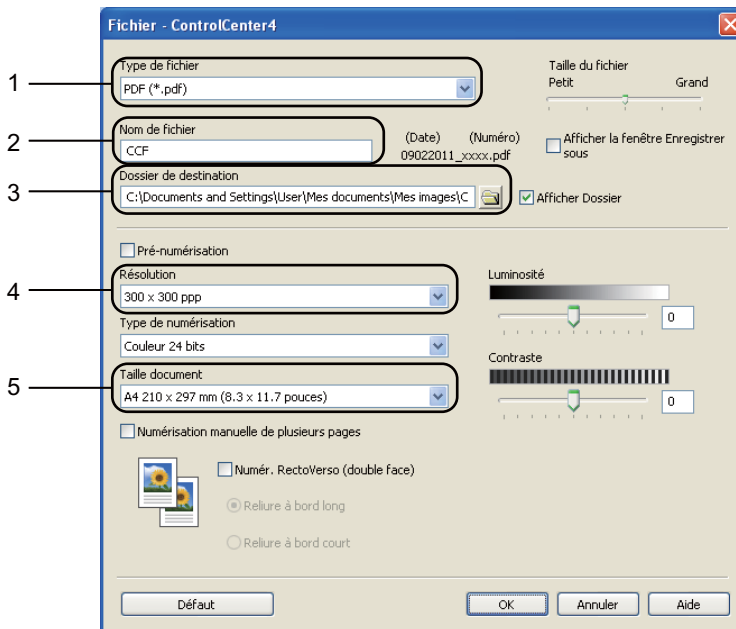 Fichier - ControlCenter4
1
Type de fichier
PDF (*.pdf)
Taille du fichier
Petit Grand
2
Nom de fichier
CCF
(Date) (Numéro)
09022011_xxxx.pdf
Afficher la fenêtre Enregistrer
sous
3
Dossier de destination
C:\Documents and Settings\User\Mes documents\Mes images\C
Afficher Dossier
Pré-numérisation
4
Résolution
300 x 300 ppp
Luminosité
0
Type de numérisation
Couleur 24 bits
5
Taille document
A4 210 x 297 mm (8.3 x 11.7 pouces)
Contraste
0
Numérisation manuelle de plusieurs pages
Numér. RectoVerso (double face)
Reliure à bord long
Reliure à bord court
Défaut OK Annuler Aide